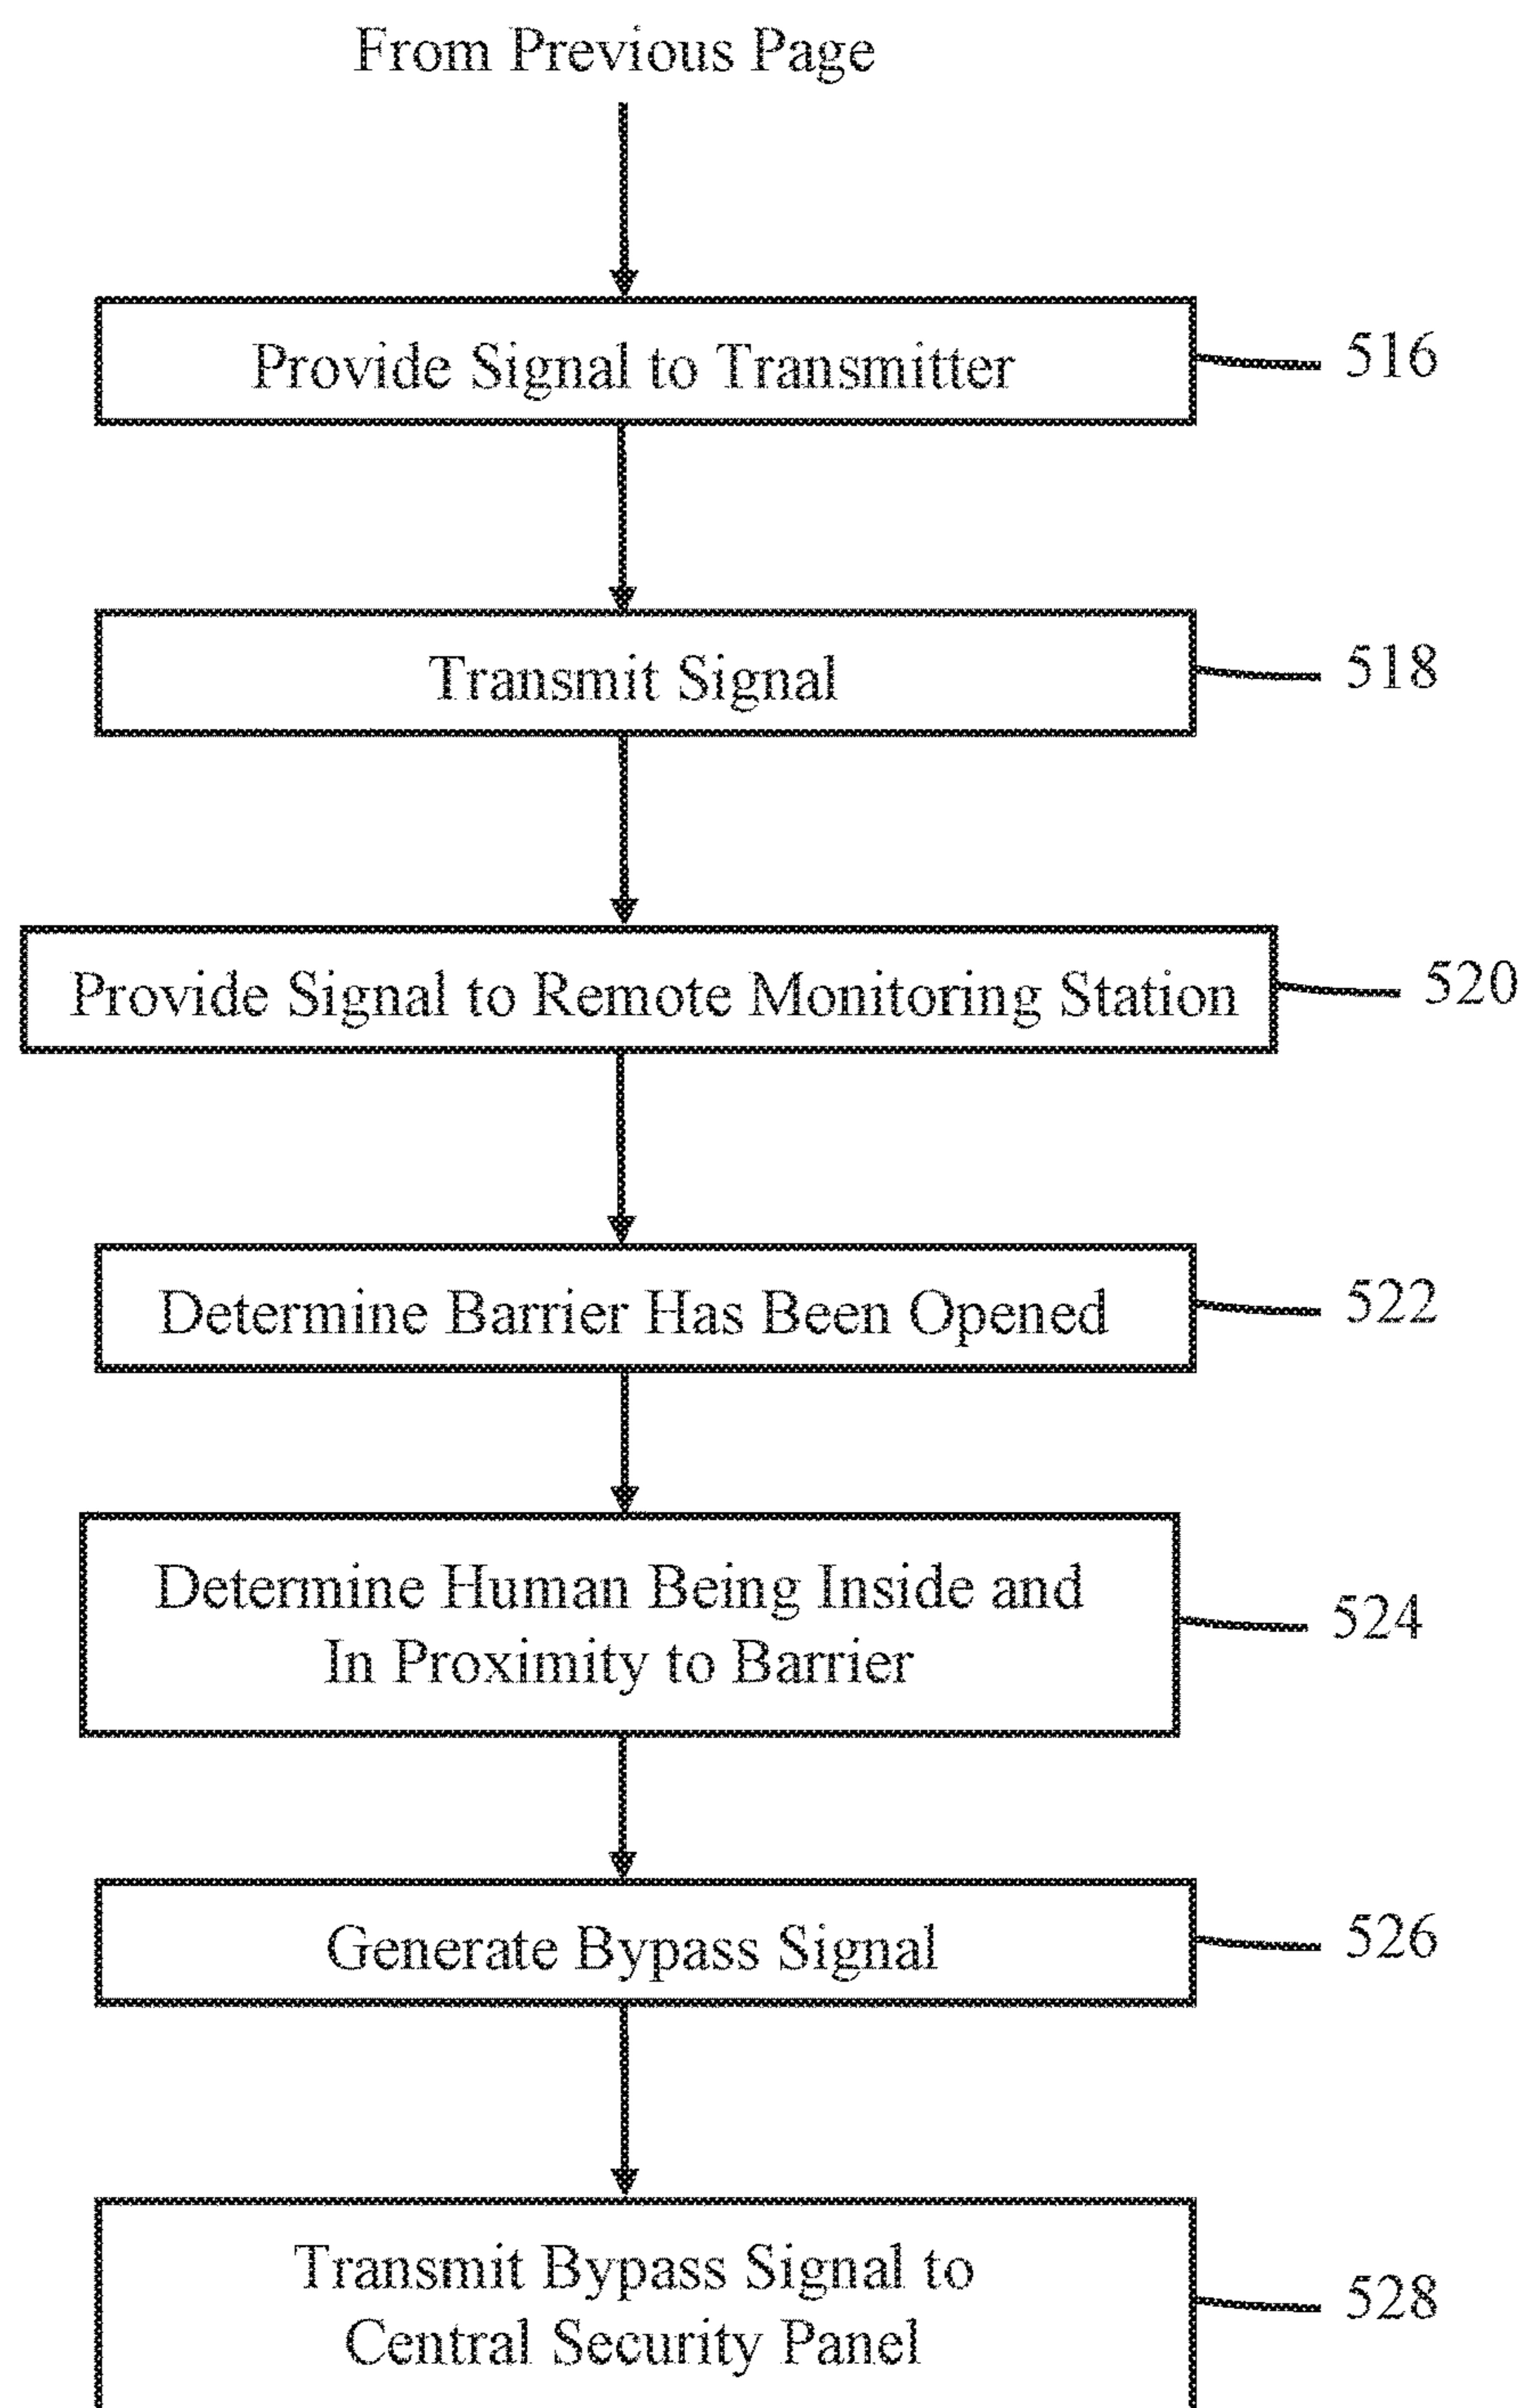 From Previous Page
Provide Signal to Transmitter
516
Transmit Signal
518
Provide Signal to Remote Monitoring Station
520
Determine Barrier Has Been Opened
522
Determine Human Being Inside and
In Proximity to Barrier
524
Generate Bypass Signal
526
Transmit Bypass Signal to
Central Security Panel
528